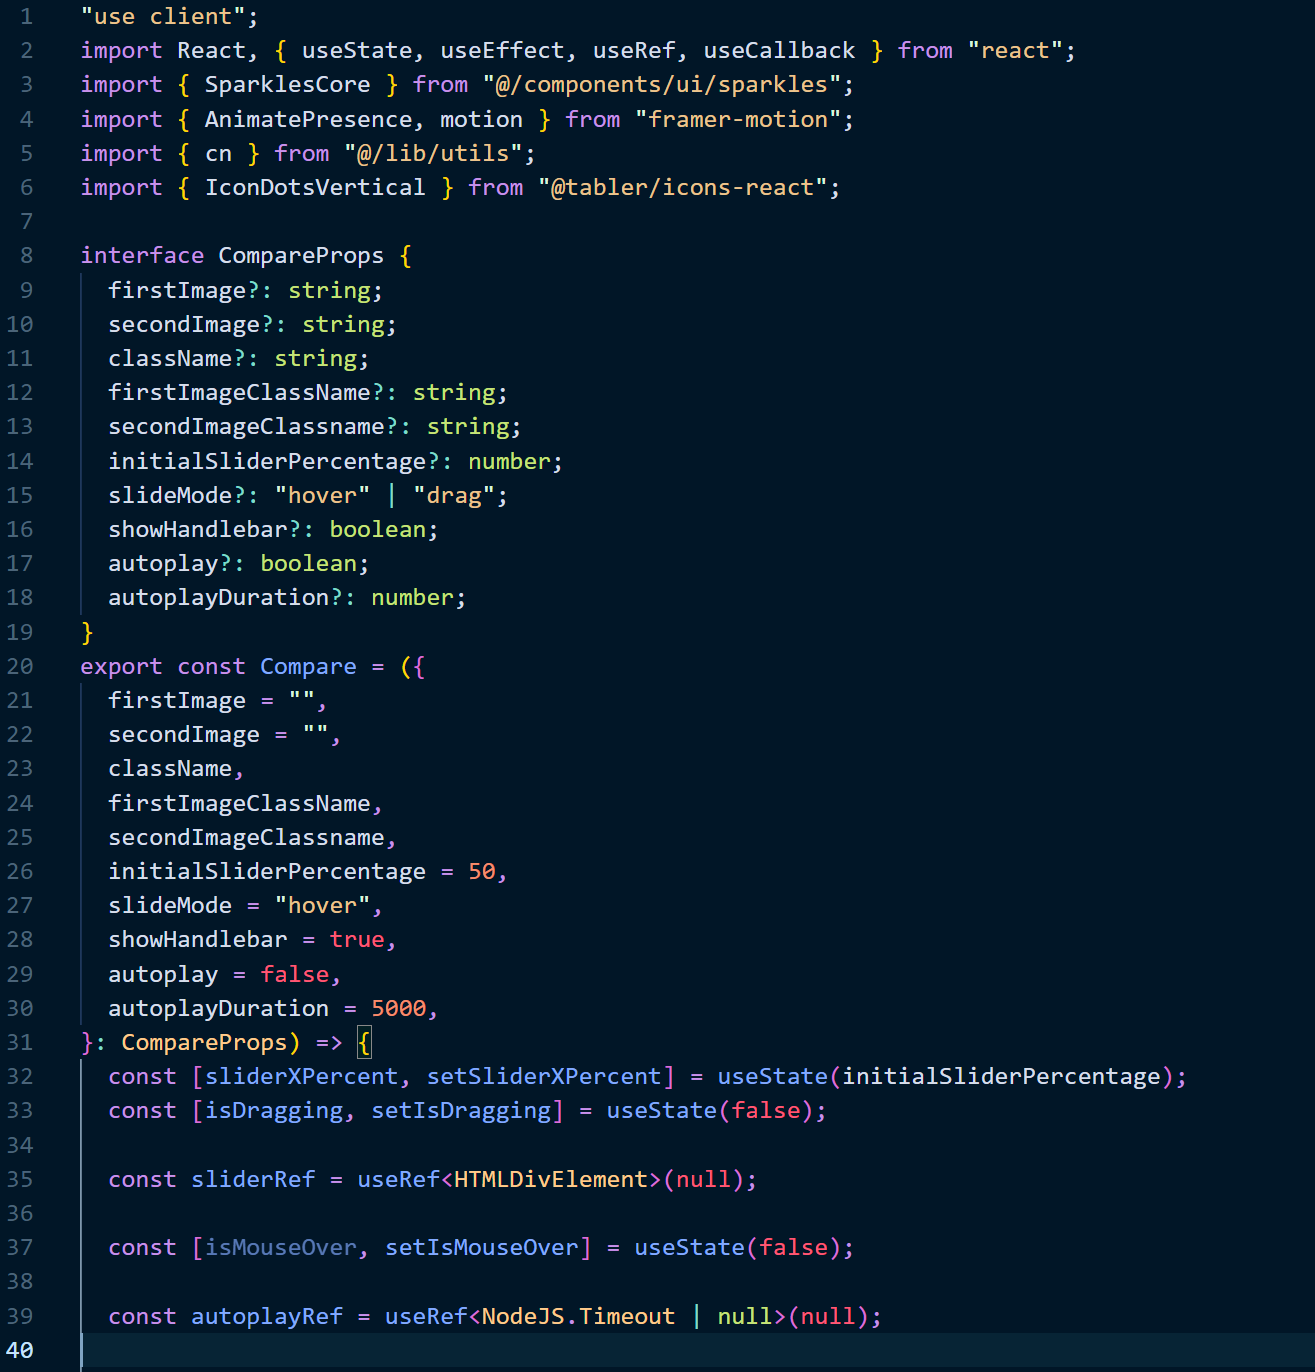 1 "use client";
2 import React, { useState, useEffect, useRef, useCallback } from "react";
3 import { SparklesCore } from "@/components/ui/sparkles";
4 import { AnimatePresence, motion } from "framer-motion";
5 import { cn } from "@/lib/utils";
6 import { IconDotsVertical } from "@tabler/icons-react";
7
8 interface CompareProps {
9   firstImage?: string;
10   secondImage?: string;
11   className?: string;
12   firstImageClassName?: string;
13   secondImageClassname?: string;
14   initialSliderPercentage?: number;
15   slideMode?: "hover" | "drag";
16   showHandlebar?: boolean;
17   autoplay?: boolean;
18   autoplayDuration?: number;
19 }
20 export const Compare = ({
21   firstImage = "",
22   secondImage = "",
23   className,
24   firstImageClassName,
25   secondImageClassname,
26   initialSliderPercentage = 50,
27   slideMode = "hover",
28   showHandlebar = true,
29   autoplay = false,
30   autoplayDuration = 5000,
31 }: CompareProps) => {
32   const [sliderXPercent, setSliderXPercent] = useState(initialSliderPercentage);
33   const [isDragging, setIsDragging] = useState(false);
34
35   const sliderRef = useRef<HTMLDivElement>(null);
36
37   const [isMouseOver, setIsMouseOver] = useState(false);
38
39   const autoplayRef = useRef<NodeJS.Timeout | null>(null);
40